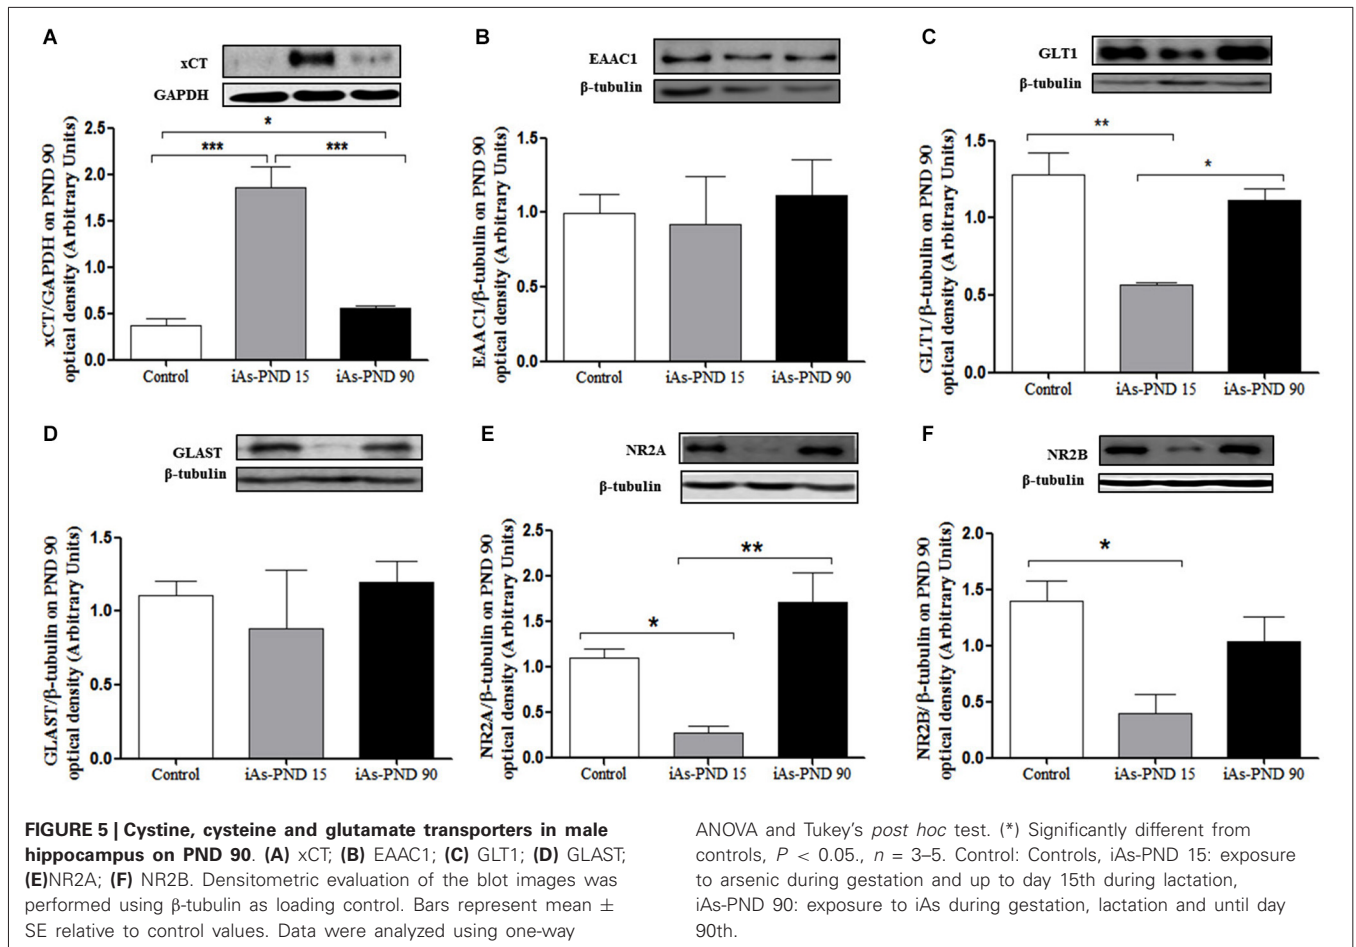 A
xCT
GAPDH
xCT/GAPDH on PND 90
optical density (Arbitrary Units)
2.5
2.0
1.5
1.0
0.5
0.0
*
***
***
Control
iAs-PND 15
iAs-PND 90
B
EAAC1
β-tubulin
EAAC1/β-tubulin on PND 90
optical density (Arbitrary Units)
1.5
1.0
0.5
0.0
Control
iAs-PND 15
iAs-PND 90
C
GLT1
β-tubulin
GLT1/β-tubulin on PND 90
optical density (Arbitrary Units)
1.5
1.0
0.5
0.0
**
*
Control
iAs-PND 15
iAs-PND 90
D
GLAST
β-tubulin
GLAST/β-tubulin on PND 90
optical density (Arbitrary Units)
1.5
1.0
0.5
0.0
Control
iAs-PND 15
iAs-PND 90
E
NR2A
β-tubulin
NR2A/β-tubulin on PND 90
optical density (Arbitrary Units)
2.5
2.0
1.5
1.0
0.5
0.0
**
*
Control
iAs-PND 15
iAs-PND 90
F
NR2B
β-tubulin
NR2B/ β-tubulin on PND 90
optical density (Arbitrary Units)
2.0
1.5
1.0
0.5
0.0
*
Control
iAs-PND 15
iAs-PND 90
FIGURE 5 | Cystine, cysteine and glutamate transporters in male
hippocampus on PND 90. (A) xCT; (B) EAAC1; (C) GLT1; (D) GLAST;
(E)NR2A; (F) NR2B. Densitometric evaluation of the blot images was
performed using β-tubulin as loading control. Bars represent mean ±
SE relative to control values. Data were analyzed using one-way
ANOVA and Tukey's post hoc test. (*) Significantly different from
controls, P < 0.05., n = 3–5. Control: Controls, iAs-PND 15: exposure
to arsenic during gestation and up to day 15th during lactation,
iAs-PND 90: exposure to iAs during gestation, lactation and until day
90th.